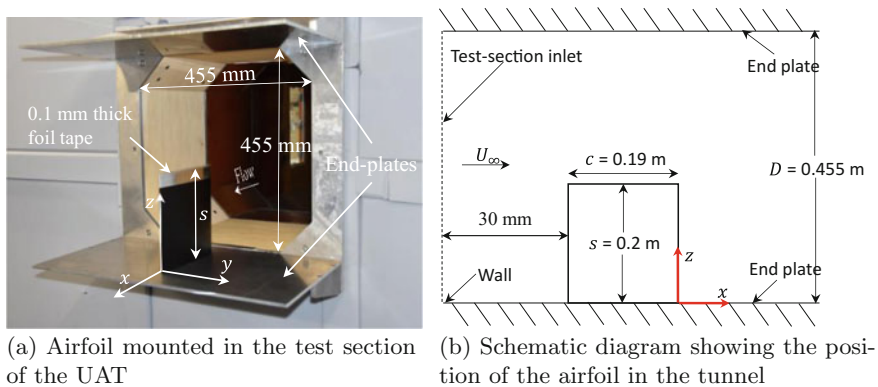 455 mm
0.1 mm thick
foil tape
455 mm
End-plates
Flow
z
s
x
y
(a) Airfoil mounted in the test section
of the UAT
End plate
Test-section inlet
U∞
c = 0.19 m
D = 0.455 m
30 mm
s = 0.2 m
z
Wall
End plate
x
(b) Schematic diagram showing the posi-
tion of the airfoil in the tunnel